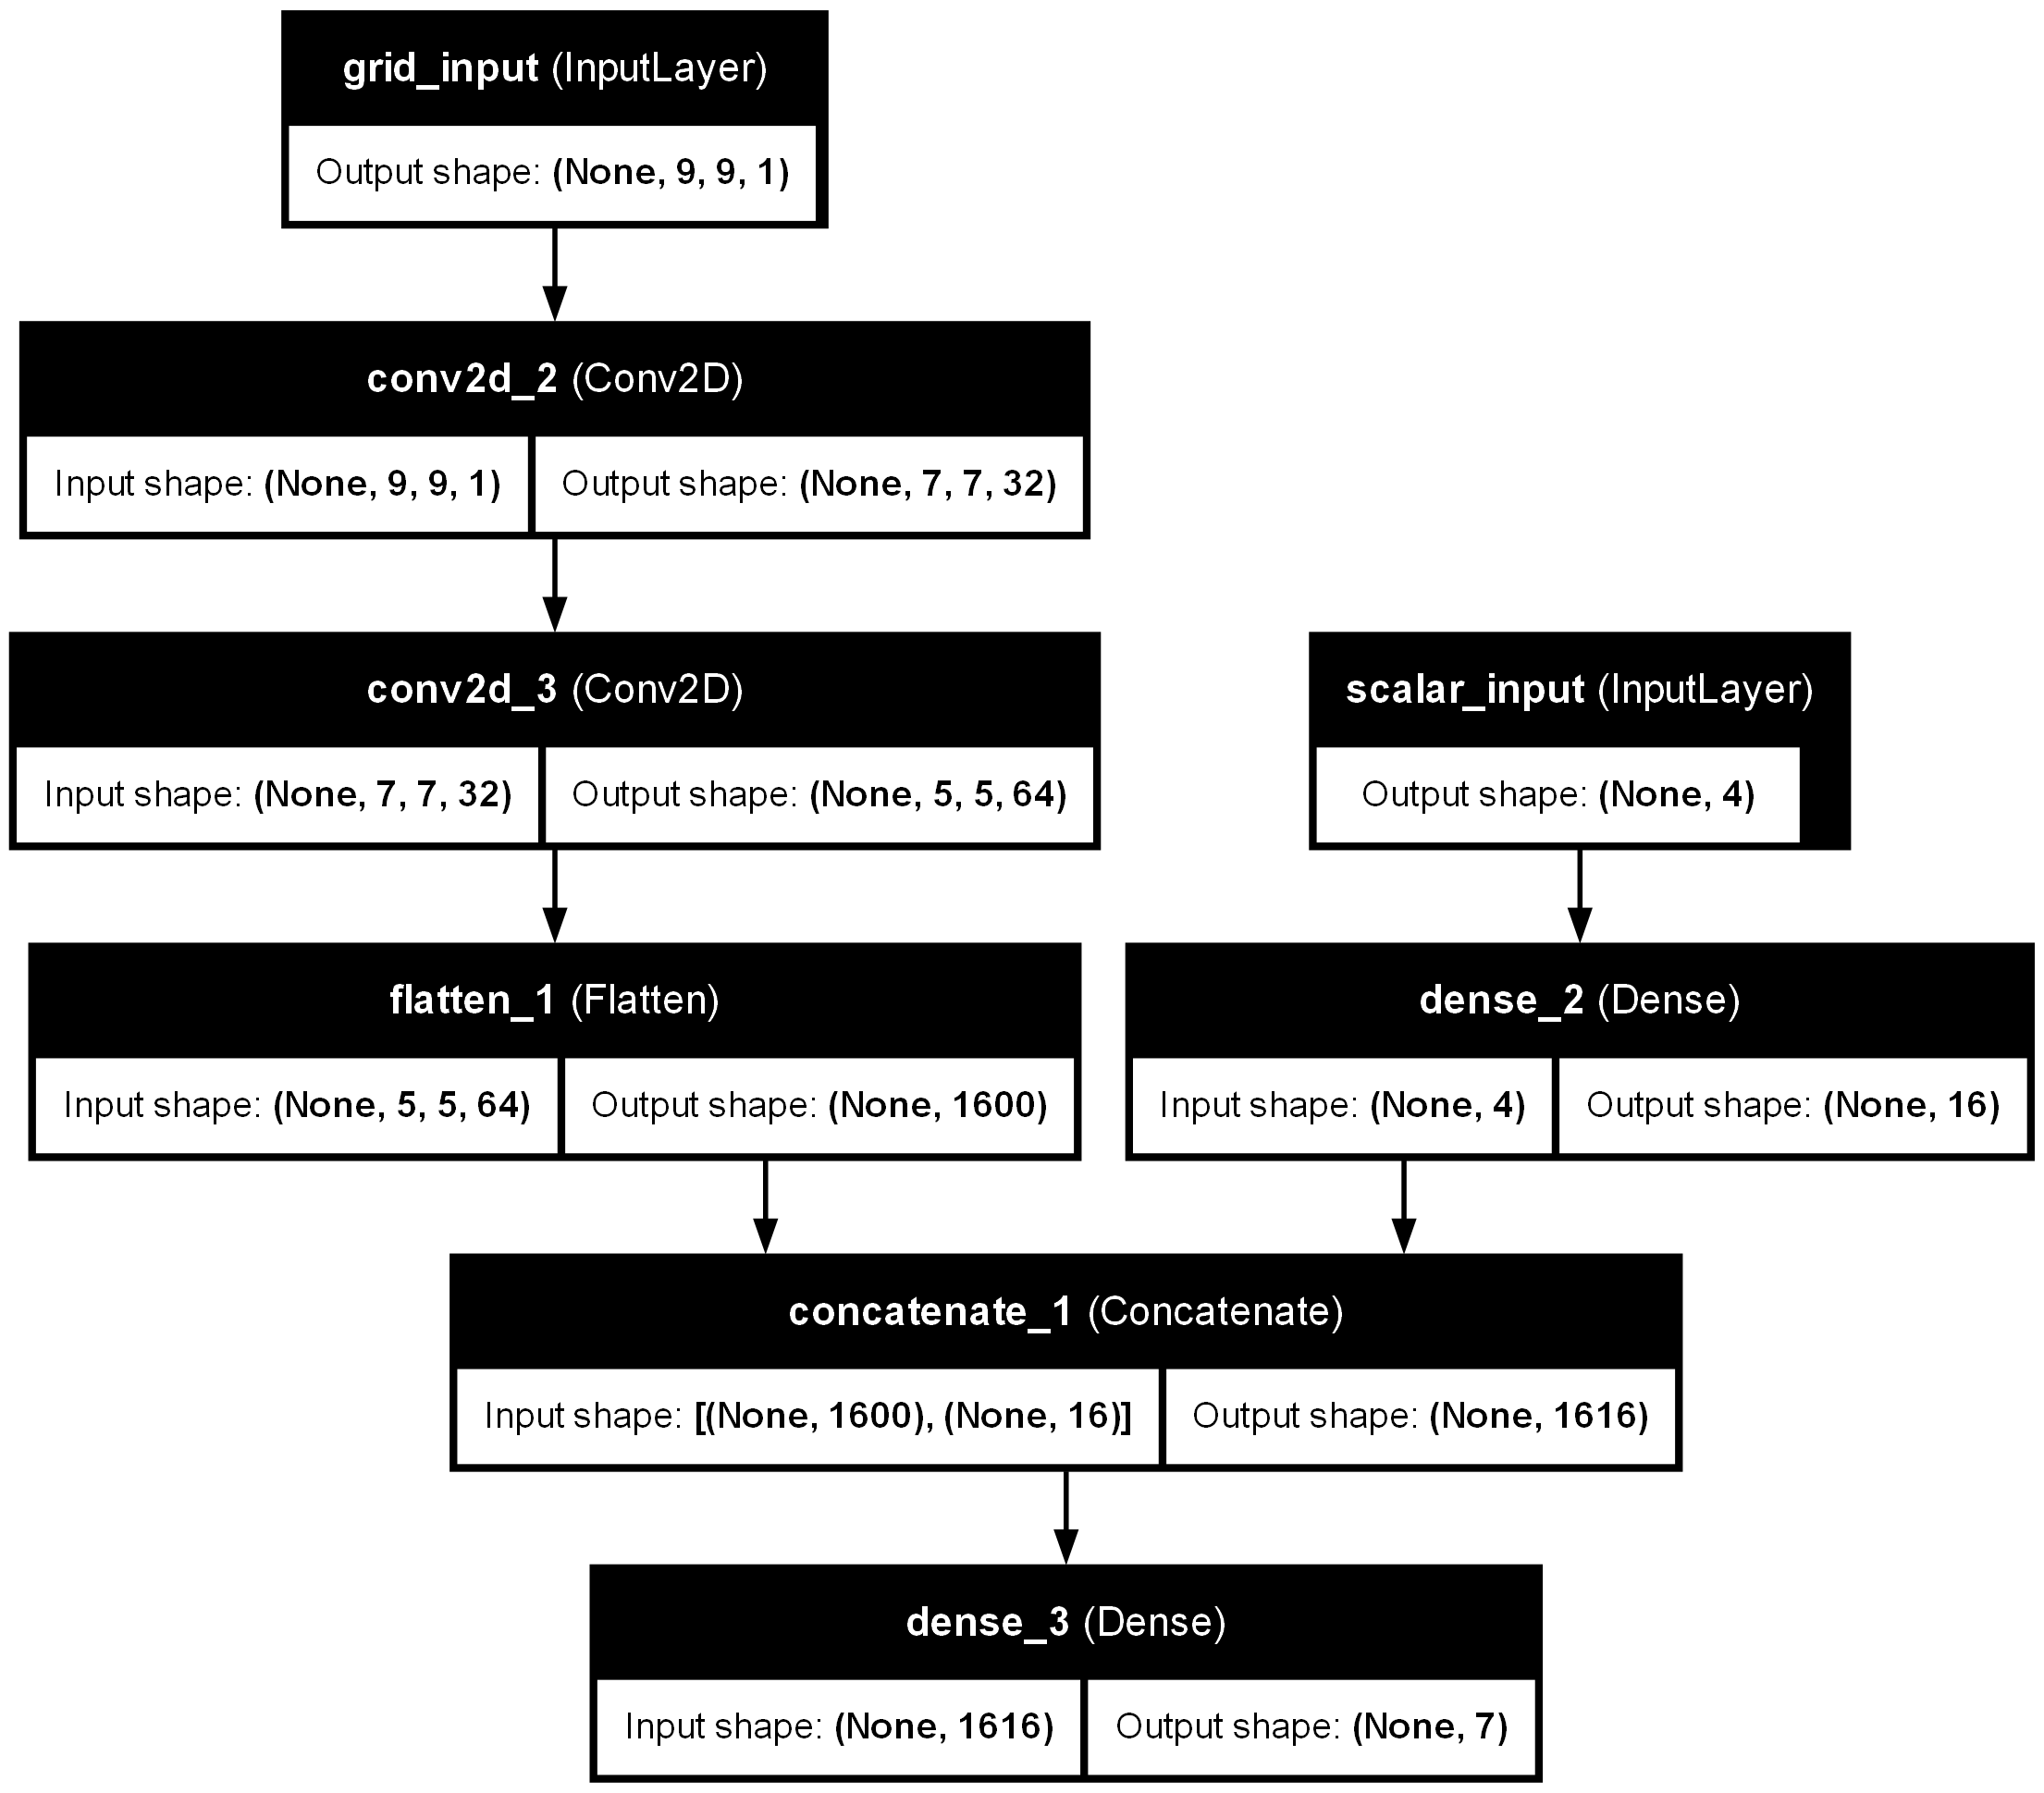 grid_input (InputLayer)
Output shape: (None, 9, 9, 1)
conv2d_2 (Conv2D)
Input shape: (None, 9, 9, 1) Output shape: (None, 7, 7, 32)
conv2d_3 (Conv2D)
Input shape: (None, 7, 7, 32) Output shape: (None, 5, 5, 64)
scalar_input (InputLayer)
Output shape: (None, 4)
flatten_1 (Flatten)
Input shape: (None, 5, 5, 64) Output shape: (None, 1600)
dense_2 (Dense)
Input shape: (None, 4) Output shape: (None, 16)
concatenate_1 (Concatenate)
Input shape: [(None, 1600), (None, 16)] Output shape: (None, 1616)
dense_3 (Dense)
Input shape: (None, 1616) Output shape: (None, 7)